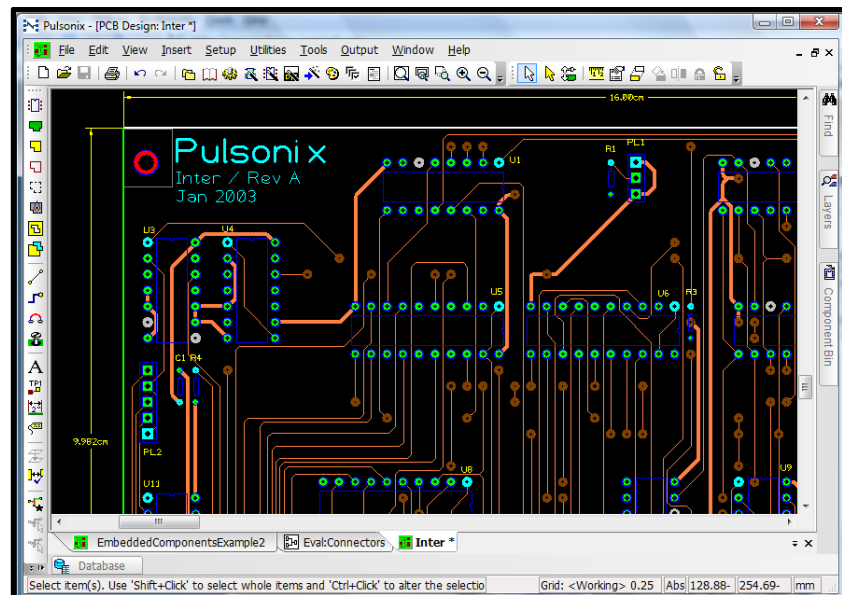 Pulsonix - [PCB Design: Inter *]
File Edit View Insert Setup Utilities Tools Output Window Help
16.00cm
Find
Layers
Component Bin
Pulsonix
Inter / Rev A
Jan 2003
U1
R1
PL1
U3
U4
U5
U6
R3
C1
R4
9.982cm
PL2
U8
U9
U11
A
TP1
EmbeddedComponentsExample2
Eval:Connectors
Inter *
Database
Select item(s). Use 'Shift+Click' to select whole items and 'Ctrl+Click' to alter the selectio
Grid: <Working> 0.25
Abs
128.88-
254.69-
mm